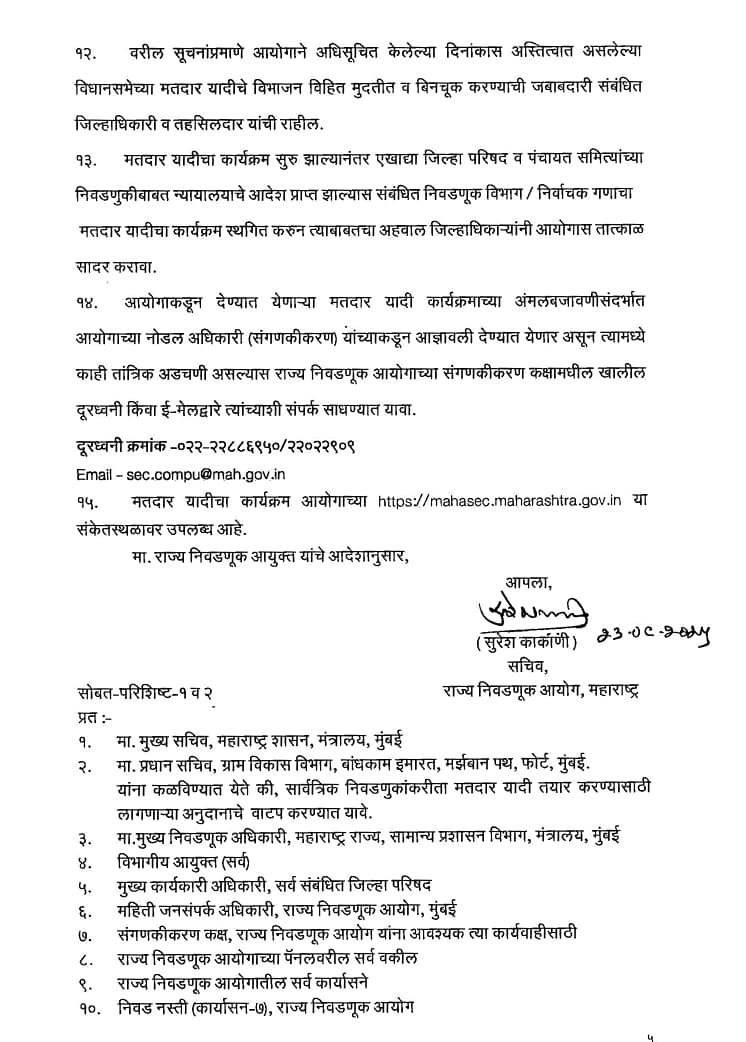 १२. वरील सूचनांप्रमाणे आयोगाने अधिसूचित केलेल्या दिनांकास अस्तित्वात असलेल्या
विधानसभेच्या मतदार यादीचे विभाजन विहित मुदतीत व बिनचूक करण्याची जबाबदारी संबंधित
जिल्हाधिकारी व तहसिलदार यांची राहील.
१३. मतदार यादीचा कार्यक्रम सुरु झाल्यानंतर एखाद्या जिल्हा परिषद व पंचायत समित्यांच्या
निवडणुकीबाबत न्यायालयाचे आदेश प्राप्त झाल्यास संबंधित निवडणूक विभाग / निर्वाचक गणाचा
मतदार यादीचा कार्यक्रम स्थगित करुन त्याबाबतचा अहवाल जिल्हाधिकाऱ्यांनी आयोगास तात्काळ
सादर करावा.
१४. आयोगाकडून देण्यात येणाऱ्या मतदार यादी कार्यक्रमाच्या अंमलबजावणीसंदर्भात
आयोगाच्या नोडल अधिकारी (संगणकीकरण) यांच्याकडून आज्ञावली देण्यात येणार असून त्यामध्ये
काही तांत्रिक अडचणी असल्यास राज्य निवडणूक आयोगाच्या संगणकीकरण कक्षामधील खालील
दूरध्वनी किंवा ई-मेलद्वारे त्यांच्याशी संपर्क साधण्यात यावा.
दूरध्वनी क्रमांक -०२२-२२८८६९५०/२२०२२९०९
Email – sec.compu@mah.gov.in
१५. मतदार यादीचा कार्यक्रम आयोगाच्या https://mahasec.maharashtra.gov.in या
संकेतस्थळावर उपलब्ध आहे.
मा. राज्य निवडणूक आयुक्त यांचे आदेशानुसार,
आपला,
(सुरेश काकाणी)
सचिव,
राज्य निवडणूक आयोग, महाराष्ट्र
सोबत-परिशिष्ट-१ व २
प्रत :-
१. मा. मुख्य सचिव, महाराष्ट्र शासन, मंत्रालय, मुंबई
२. मा. प्रधान सचिव, ग्राम विकास विभाग, बांधकाम इमारत, मर्झबान पथ, फोर्ट, मुंबई.
यांना कळविण्यात येते की, सार्वत्रिक निवडणुकांकरीता मतदार यादी तयार करण्यासाठी
लागणाऱ्या अनुदानाचे वाटप करण्यात यावे.
३. मा.मुख्य निवडणूक अधिकारी, महाराष्ट्र राज्य, सामान्य प्रशासन विभाग, मंत्रालय, मुंबई
४. विभागीय आयुक्त (सर्व)
५. मुख्य कार्यकारी अधिकारी, सर्व संबंधित जिल्हा परिषद
६. महिती जनसंपर्क अधिकारी, राज्य निवडणूक आयोग, मुंबई
७. संगणकीकरण कक्ष, राज्य निवडणूक आयोग यांना आवश्यक त्या कार्यवाहीसाठी
८. राज्य निवडणूक आयोगाच्या पॅनलवरील सर्व वकील
९. राज्य निवडणूक आयोगातील सर्व कार्यासने
१०. निवड नस्ती (कार्यासन-७), राज्य निवडणूक आयोग
५